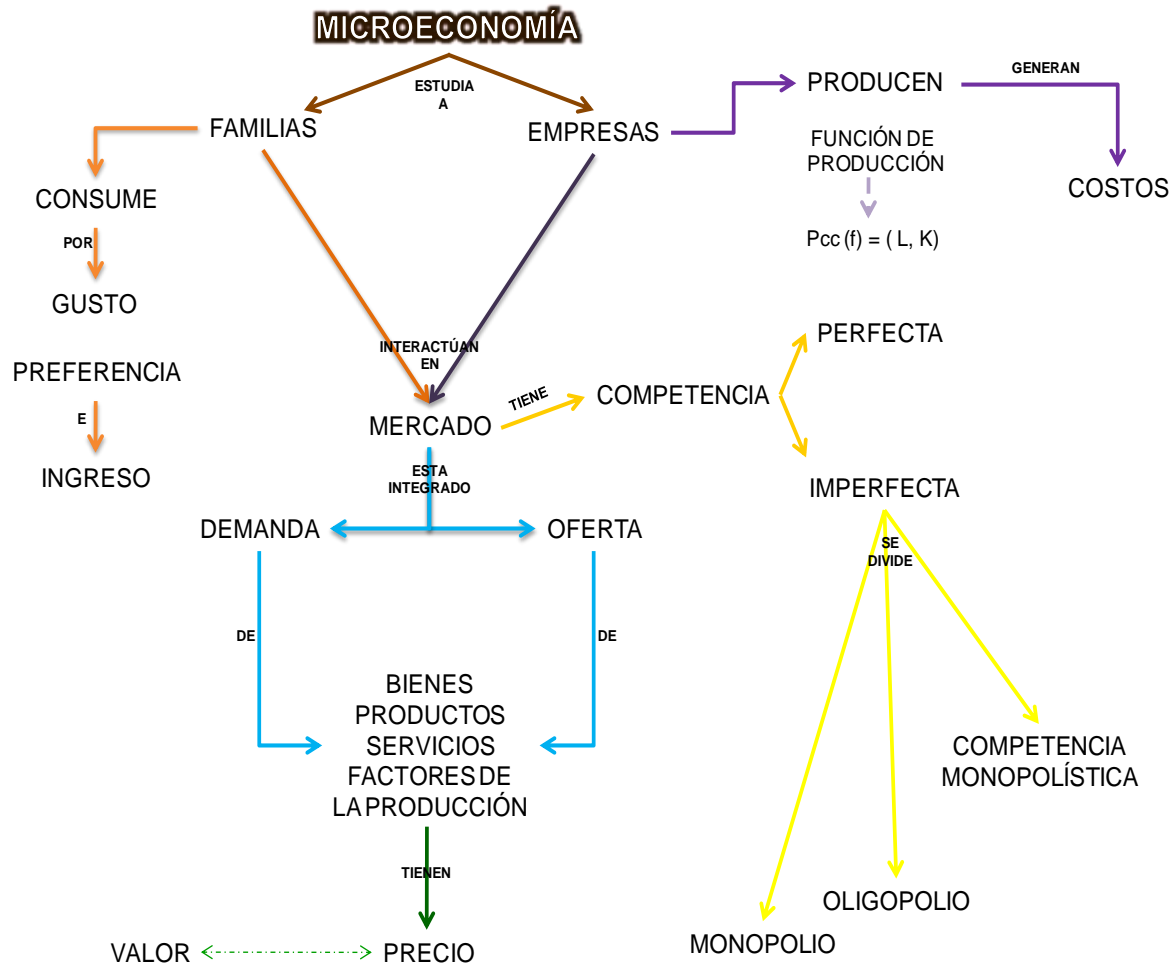 MICROECONOMÍA
ESTUDIA
A
FAMILIAS
EMPRESAS
PRODUCEN
GENERAN
COSTOS
FUNCIÓN DE
PRODUCCIÓN
Pcc (f) = ( L, K)
CONSUME
POR
GUSTO
PREFERENCIA
E
INGRESO
INTERACTÚAN
EN
MERCADO
TIENE
COMPETENCIA
PERFECTA
IMPERFECTA
SE
DIVIDE
COMPETENCIA
MONOPOLÍSTICA
OLIGOPOLIO
MONOPOLIO
ESTA
INTEGRADO
DEMANDA
OFERTA
DE
DE
BIENES
PRODUCTOS
SERVICIOS
FACTORES DE
LA PRODUCCIÓN
TIENEN
VALOR
PRECIO